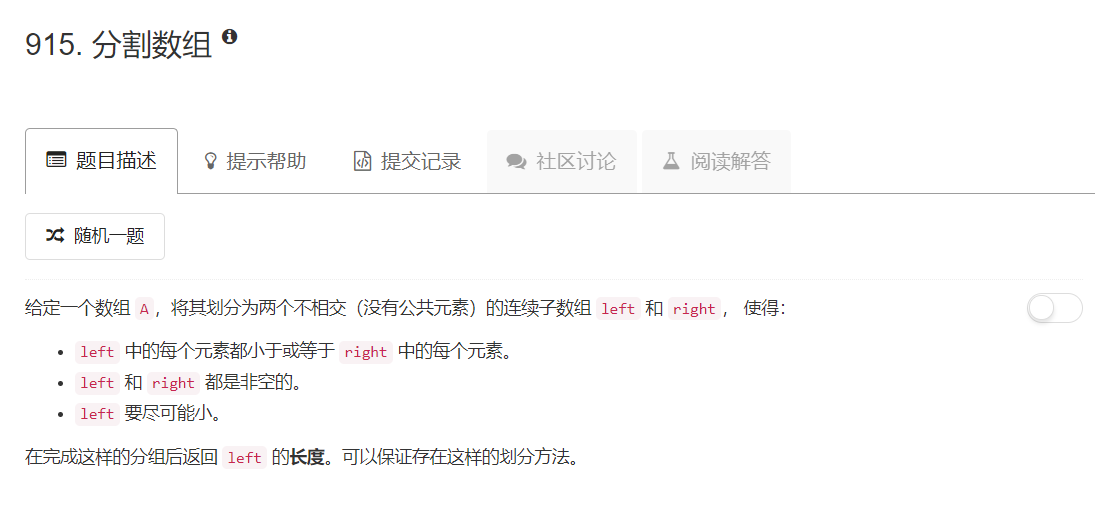 915. 分割数组
题目描述 提示帮助 提交记录 社区讨论 阅读解答
随机一题
给定一个数组 A，将其划分为两个不相交（没有公共元素）的连续子数组 left 和 right， 使得：
left 中的每个元素都小于或等于 right 中的每个元素。
left 和 right 都是非空的。
left 要尽可能小。
在完成这样的分组后返回 left 的长度。可以保证存在这样的划分方法。